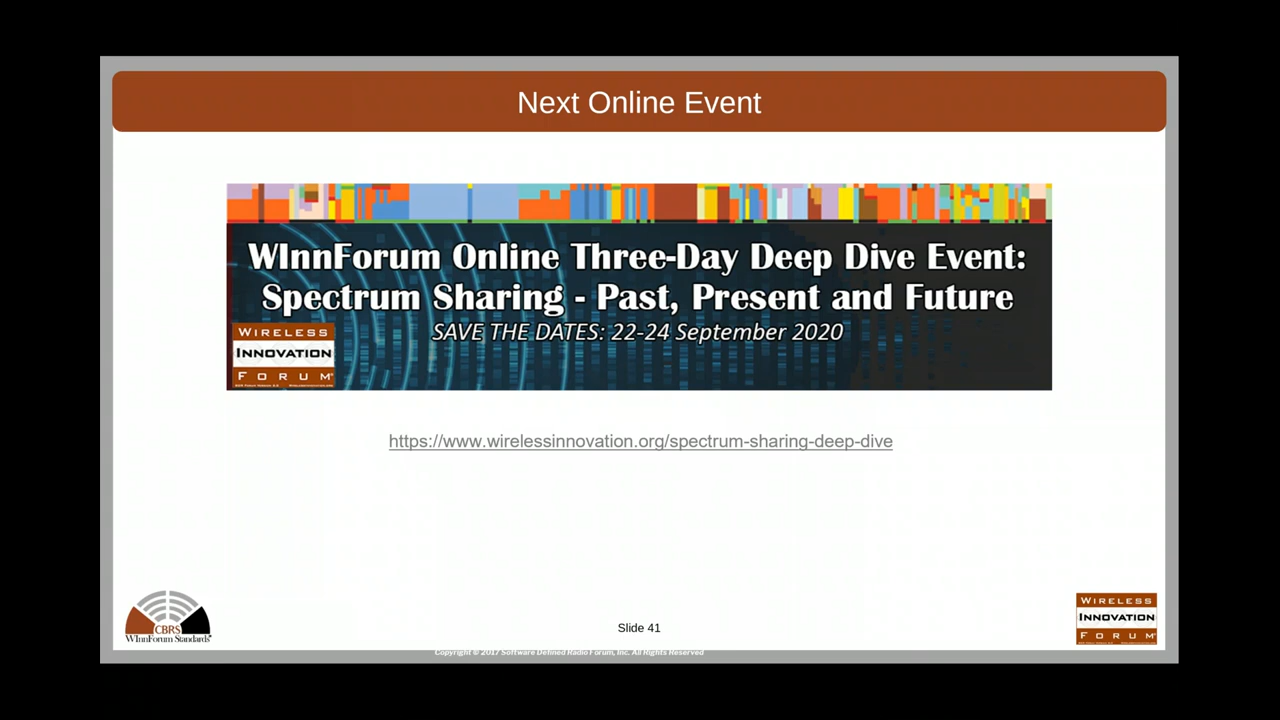 Next Online Event
WInnForum Online Three-Day Deep Dive Event:
Spectrum Sharing - Past, Present and Future
SAVE THE DATES: 22-24 September 2020
WIRELESS
INNOVATION
FORUM
https://www.wirelessinnovation.org/spectrum-sharing-deep-dive
CBRS
WInnForum Standards
Slide 41
WIRELESS
INNOVATION
FORUM
Copyright © 2017 Software Defined Radio Forum, Inc. All Rights Reserved